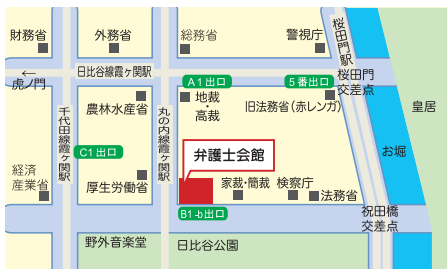 財務省
外務省
総務省
警視庁
桜田門駅
←
虎ノ門
日比谷線霞ヶ関駅
A1出口
5番出口
桜田門
交差点
農林水産省
地裁
・
高裁
旧法務省(赤レンガ)
皇居
千代田線霞ヶ関駅
丸の内線霞ヶ関駅
C1出口
弁護士会館
お堀
経済
産業省
厚生労働省
家裁・簡裁
検察庁
法務省
B1-b出口
祝田橋
交差点
野外音楽堂
日比谷公園